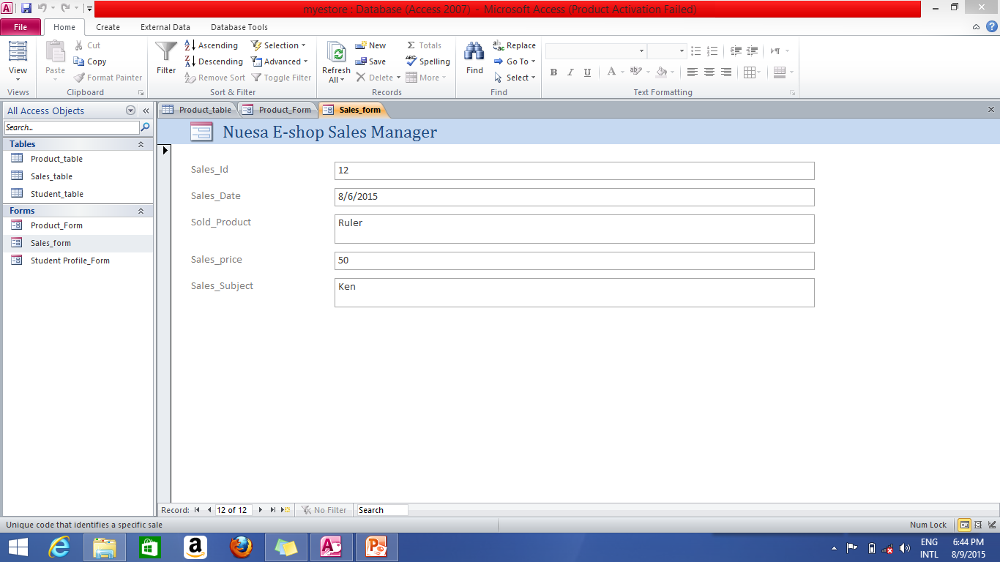 myestore : Database (Access 2007) - Microsoft Access (Product Activation Failed)
File Home Create External Data Database Tools
View
Views
Paste
Cut
Copy
Format Painter
Clipboard
Filter
Ascending
Descending
Remove Sort
Selection
Advanced
Toggle Filter
Sort & Filter
Refresh
All
New
Save
Delete
Totals
Spelling
More
Records
Find
Replace
Go To
Select
Find
B I U
Text Formatting
All Access Objects
Search...
Tables
Product_table
Sales_table
Student_table
Forms
Product_Form
Sales_form
Student Profile_Form
Product_table Product_Form Sales_form
Nuesa E-shop Sales Manager
Sales_Id 12
Sales_Date 8/6/2015
Sold_Product Ruler
Sales_price 50
Sales_Subject Ken
Record: 12 of 12 No Filter Search
Unique code that identifies a specific sale Num Lock
ENG 6:44 PM
INTL 8/9/2015